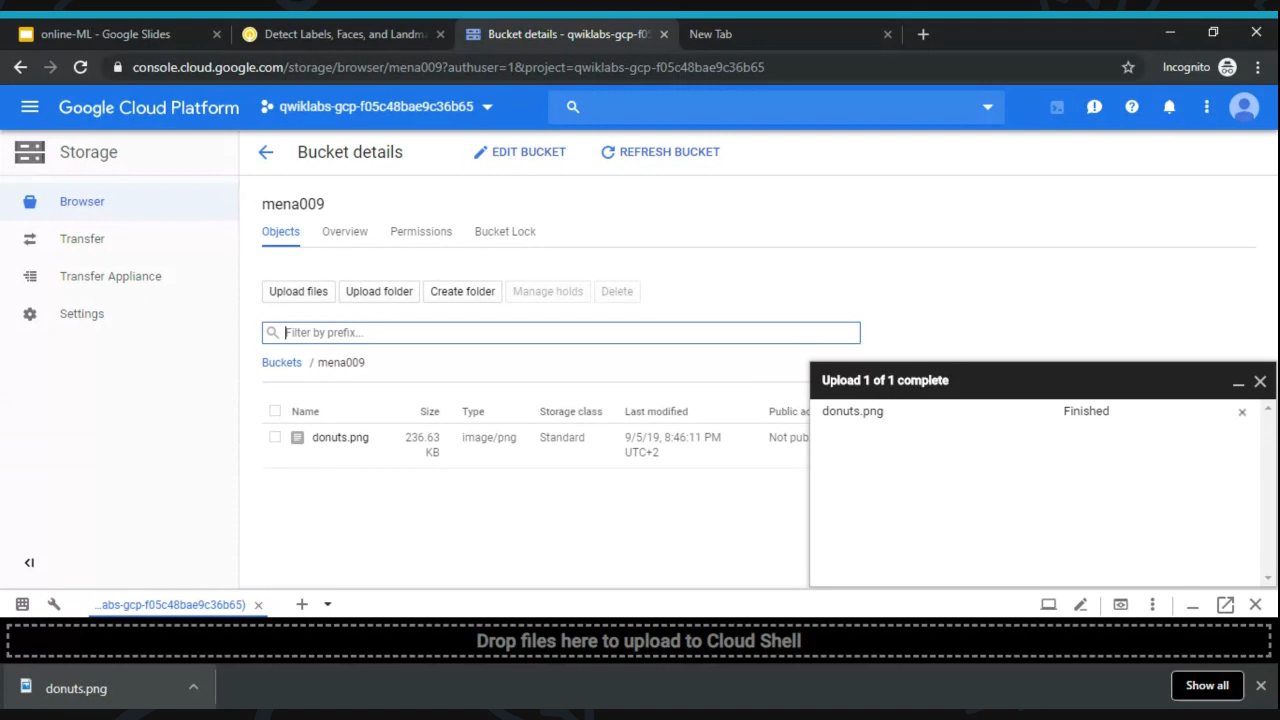 online-ML - Google Slides
Detect Labels, Faces, and Landma
Bucket details - qwiklabs-gcp-f05
New Tab
console.cloud.google.com/storage/browser/mena009?authuser=1&project=qwiklabs-gcp-f05c48bae9c36b65
Incognito
Google Cloud Platform
qwiklabs-gcp-f05c48bae9c36b65
Storage
Bucket details
EDIT BUCKET
REFRESH BUCKET
Browser
Transfer
Transfer Appliance
Settings
mena009
Objects Overview Permissions Bucket Lock
Upload files Upload folder Create folder Manage holds Delete
Filter by prefix...
Buckets / mena009
Name Size Type Storage class Last modified Public ac
donuts.png 236.63 KB image/png Standard 9/5/19, 8:46:11 PM UTC+2 Not pub
Upload 1 of 1 complete
donuts.png Finished
...abs-gcp-f05c48bae9c36b65)
Drop files here to upload to Cloud Shell
donuts.png
Show all